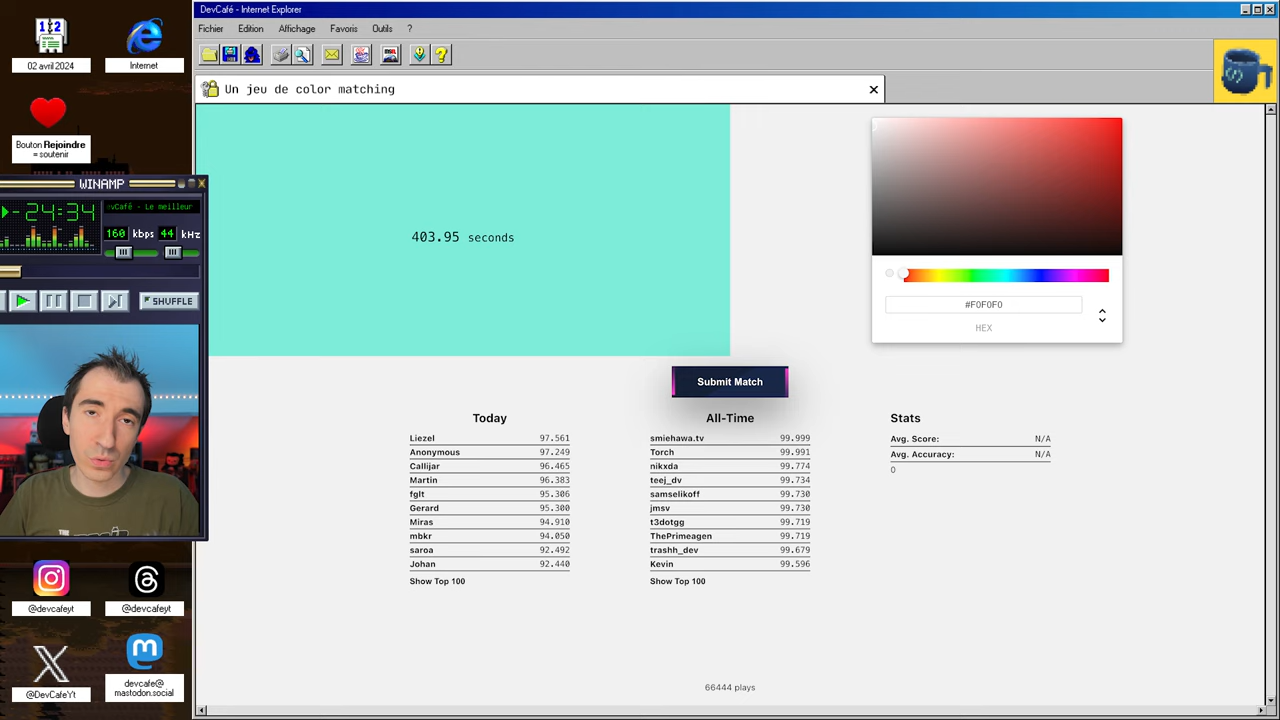 DevCafé - Internet Explorer
Fichier Edition Affichage Favoris Outils ?
02 avril 2024
Internet
Un jeu de color matching
Bouton Rejoindre
= soutenir
WINAMP
-24:34
evCafé - Le meilleur
160 kbps 44 kHz
SHUFFLE
403.95 seconds
#F0F0F0
HEX
Submit Match
Today
Liezel 97.561
Anonymous 97.249
Callijar 96.465
Martin 96.383
fglt 95.306
Gerard 95.300
Miras 94.910
mbkr 94.050
saroa 92.492
Johan 92.440
Show Top 100
All-Time
smiehawa.tv 99.999
Torch 99.991
nikxda 99.774
teej_dv 99.734
samselikoff 99.730
jmsv 99.730
t3dotgg 99.719
ThePrimeagen 99.719
trashh_dev 99.679
Kevin 99.596
Show Top 100
Stats
Avg. Score: N/A
Avg. Accuracy: N/A
0
@devcafeyt
@devcafeyt
@DevCafeYt
devcafe@
mastodon.social
66444 plays